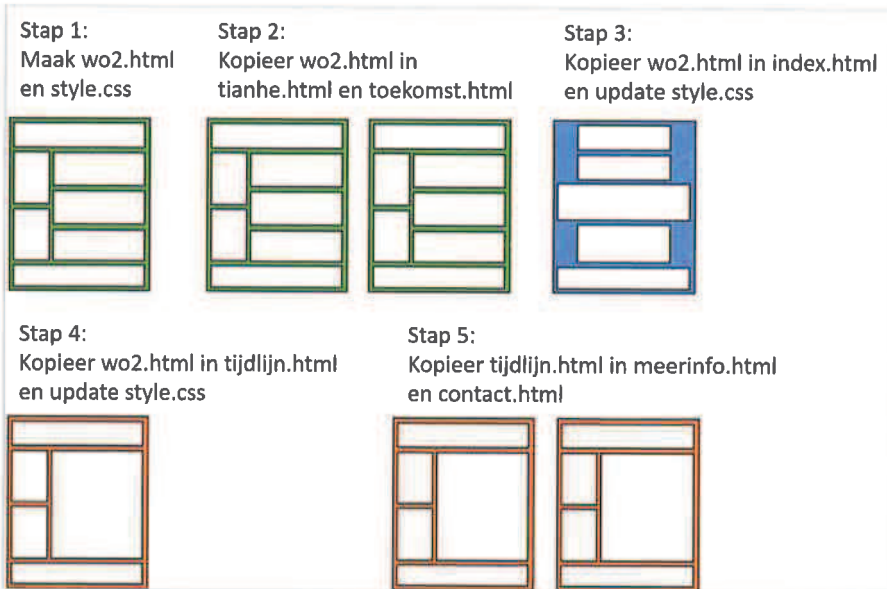 Stap 1:
Maak wo2.html
en style.css
Stap 2:
Kopieer wo2.html in
tianhe.html en toekomst.html
Stap 3:
Kopieer wo2.html in index.html
en update style.css
Stap 4:
Kopieer wo2.html in tijdlijn.html
en update style.css
Stap 5:
Kopieer tijdlijn.html in meerinfo.html
en contact.html